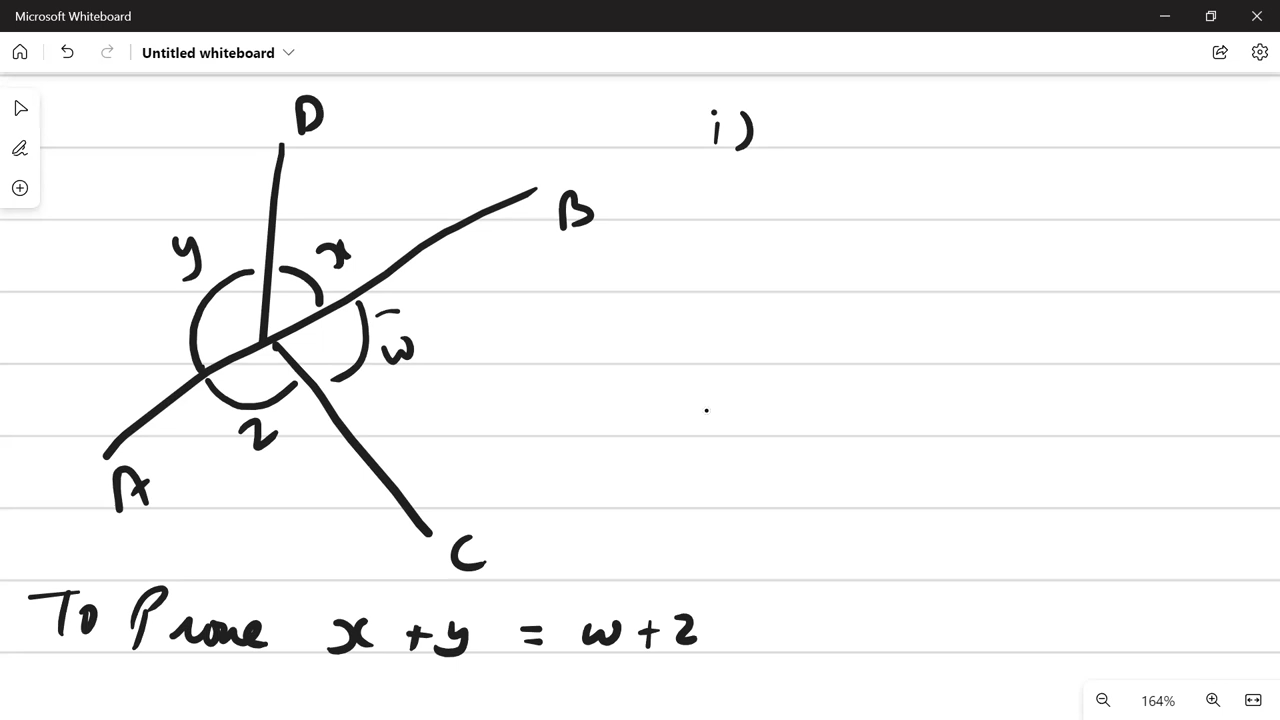 Microsoft Whiteboard
Untitled whiteboard
D
i)
B
y
x
w
z
A
C
To Prove x + y = w + z
164%